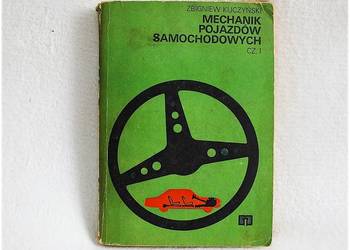 ZBIGNIEW KUCZYŃSKI
MECHANIK
POJAZDÓW
SAMOCHODOWYCH
CZ. I